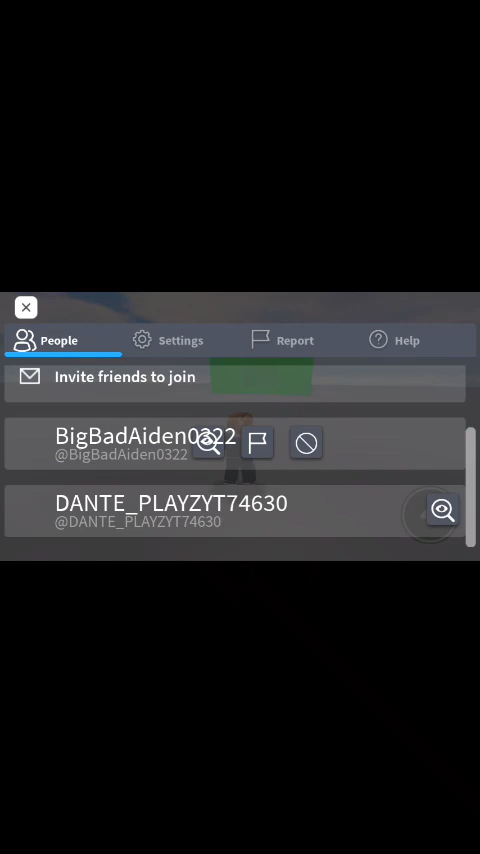 People
Settings
Report
Help
Invite friends to join
BigBadAiden0322
@BigBadAiden0322
DANTE_PLAYZYT74630
@DANTE_PLAYZYT74630